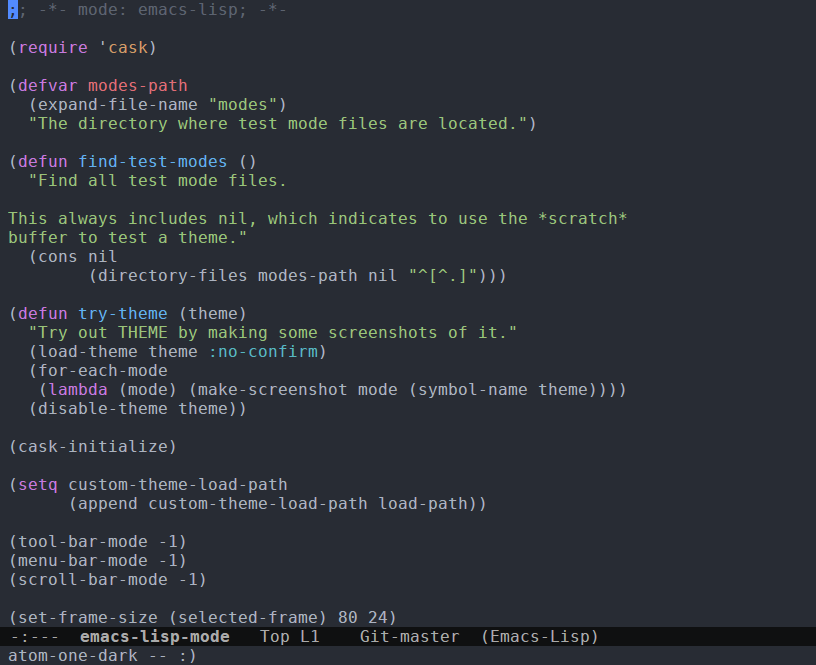 ;; -*- mode: emacs-lisp; -*-

(require 'cask)

(defvar modes-path
  (expand-file-name "modes")
  "The directory where test mode files are located.")

(defun find-test-modes ()
  "Find all test mode files.

This always includes nil, which indicates to use the *scratch*
buffer to test a theme."
  (cons nil
        (directory-files modes-path nil "^[^.]")))

(defun try-theme (theme)
  "Try out THEME by making some screenshots of it."
  (load-theme theme :no-confirm)
  (for-each-mode
   (lambda (mode) (make-screenshot mode (symbol-name theme))))
  (disable-theme theme))

(cask-initialize)

(setq custom-theme-load-path
      (append custom-theme-load-path load-path))

(tool-bar-mode -1)
(menu-bar-mode -1)
(scroll-bar-mode -1)

(set-frame-size (selected-frame) 80 24)
-:---  emacs-lisp-mode   Top L1    Git-master  (Emacs-Lisp)
atom-one-dark -- :)